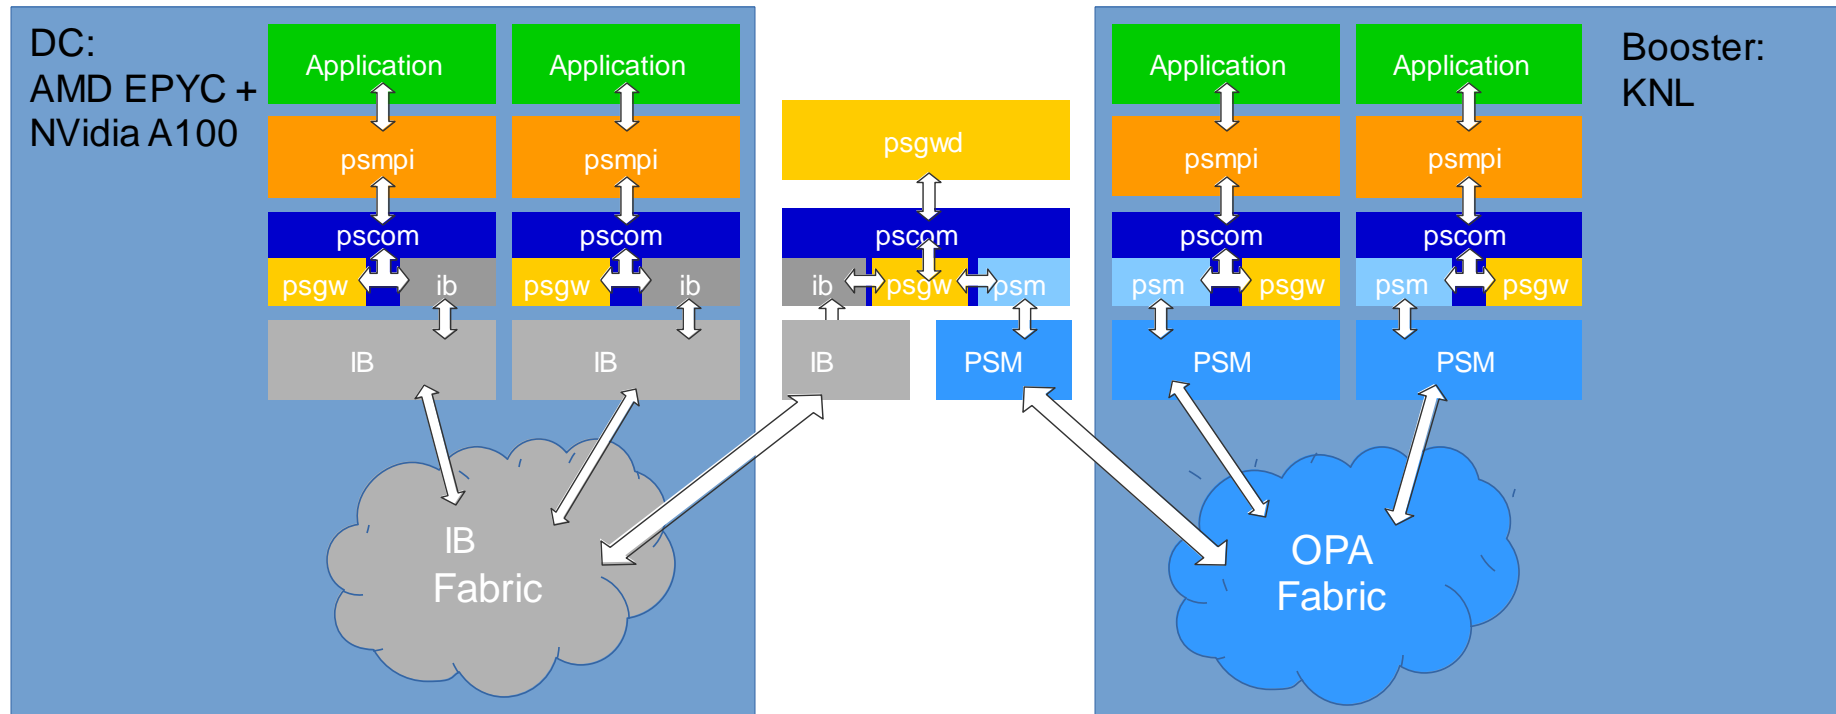 DC:
AMD EPYC +
NVidia A100
Application
Application
psmpi
psmpi
pscom
pscom
psgw
ib
psgw
ib
IB
IB
IB
Fabric
psgwd
pscom
ib
psgw
psm
IB
PSM
Application
Application
psmpi
psmpi
pscom
pscom
psm
psgw
psm
psgw
PSM
PSM
OPA
Fabric
Booster:
KNL